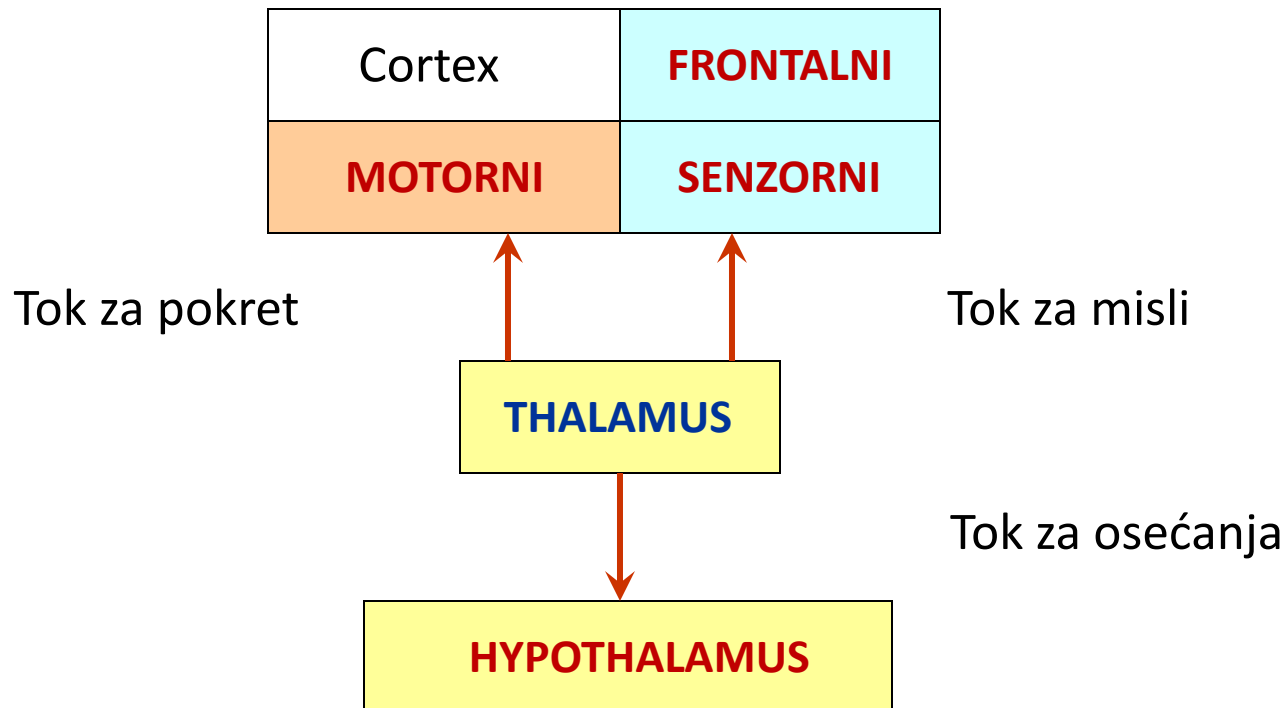 Cortex
FRONTALNI
MOTORNI
SENZORNI
Tok za pokret
Tok za misli
THALAMUS
Tok za osećanja
HYPOTHALAMUS